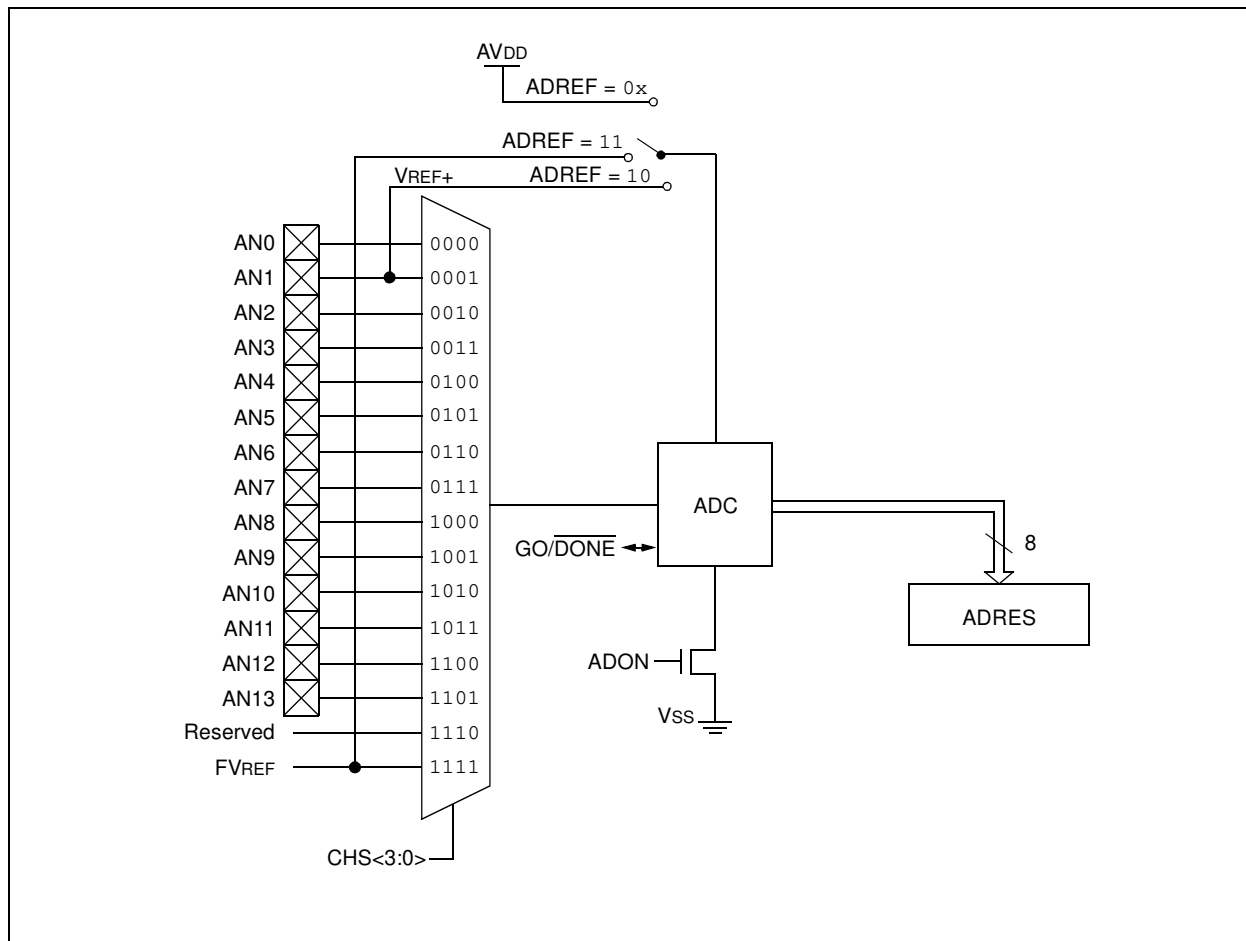 AVDD
ADREF = 0x
ADREF = 11
VREF+
ADREF = 10
AN0
0000
AN1
0001
AN2
0010
AN3
0011
AN4
0100
AN5
0101
AN6
0110
AN7
0111
ADC
AN8
1000
GO/DONE
8
AN9
1001
AN10
1010
AN11
1011
ADRES
AN12
1100
ADON
AN13
1101
VSS
Reserved
1110
FVREF
1111
CHS<3:0>